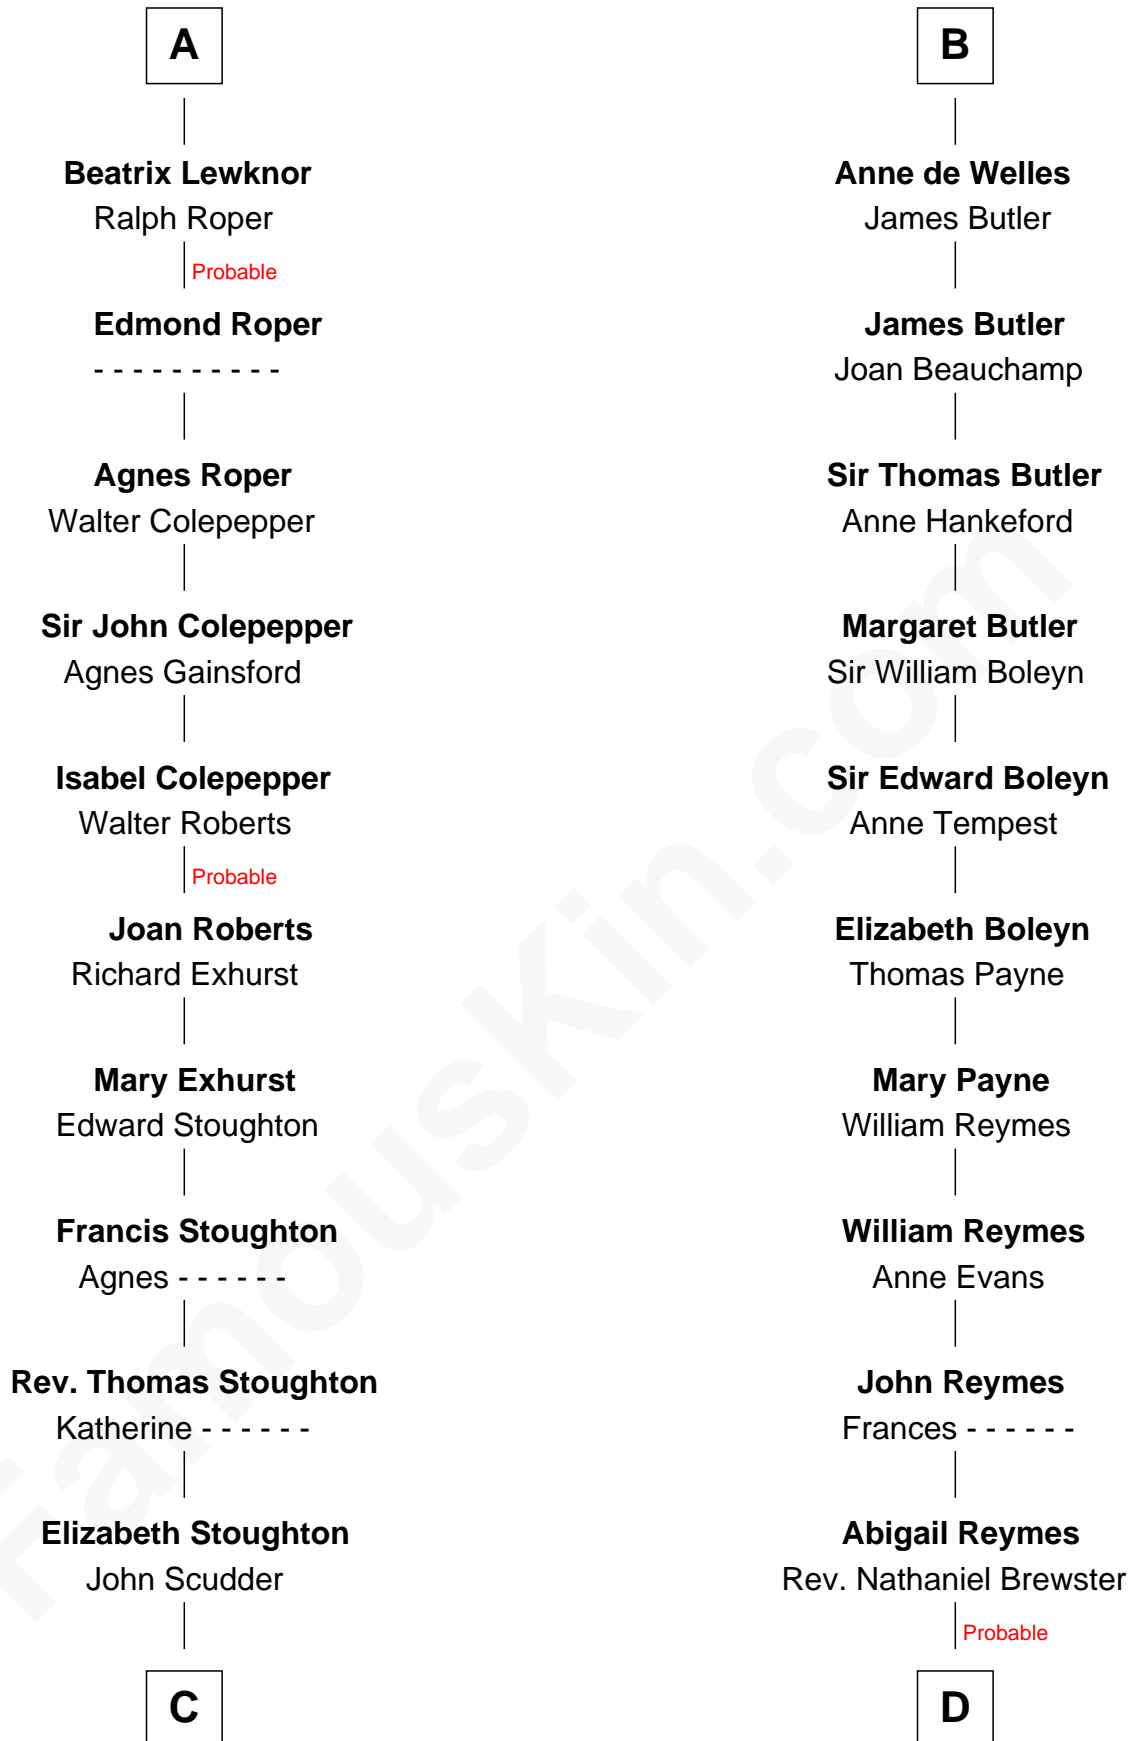 A
Beatrix Lewknor
Ralph Roper
Probable
Edmond Roper
- - - - - - - - - -
Agnes Roper
Walter Colepepper
Sir John Colepepper
Agnes Gainsford
Isabel Colepepper
Walter Roberts
Probable
Joan Roberts
Richard Exhurst
Mary Exhurst
Edward Stoughton
Francis Stoughton
Agnes - - - - - -
Rev. Thomas Stoughton
Katherine - - - - - -
Elizabeth Stoughton
John Scudder
C
B
Anne de Welles
James Butler
James Butler
Joan Beauchamp
Sir Thomas Butler
Anne Hankeford
Margaret Butler
Sir William Boleyn
Sir Edward Boleyn
Anne Tempest
Elizabeth Boleyn
Thomas Payne
Mary Payne
William Reymes
William Reymes
Anne Evans
John Reymes
Frances - - - - - -
Abigail Reymes
Rev. Nathaniel Brewster
Probable
D
FamousKin.com